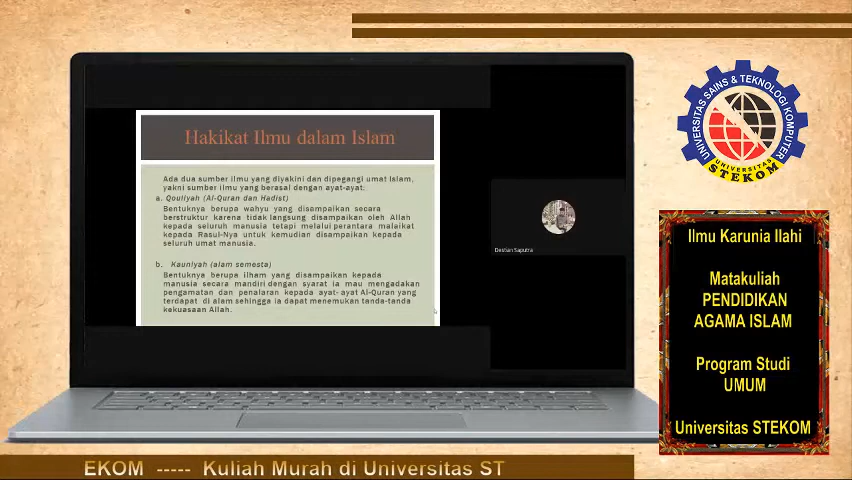 Hakikat Ilmu dalam Islam
Ada dua sumber ilmu yang diyakini dan dipegangi umat Islam,
yakni sumber ilmu yang berasal dengan ayat-ayat:
a. Qouliyah (Al-Quran dan Hadist)
Bentuknya berupa wahyu yang disampaikan secara
berstruktur karena tidak langsung disampaikan oleh Allah
kepada seluruh manusia tetapi melalui perantara malaikat
kepada Rasul-Nya untuk kemudian disampaikan kepada
seluruh umat manusia.
b. Kauniyah (alam semesta)
Bentuknya berupa ilham yang disampaikan kepada
manusia secara mandiri dengan syarat ia mau mengadakan
pengamatan dan penalaran kepada ayat- ayat Al-Quran yang
terdapat di alam sehingga ia dapat menemukan tanda-tanda
kekuasaan Allah.
Destian Saputra
UNIVERSITAS SAINS & TEKNOLOGI KOMPUTER
STEKOM
Ilmu Karunia Ilahi
Matakuliah
PENDIDIKAN
AGAMA ISLAM
Program Studi
UMUM
Universitas STEKOM
EKOM ----- Kuliah Murah di Universitas ST